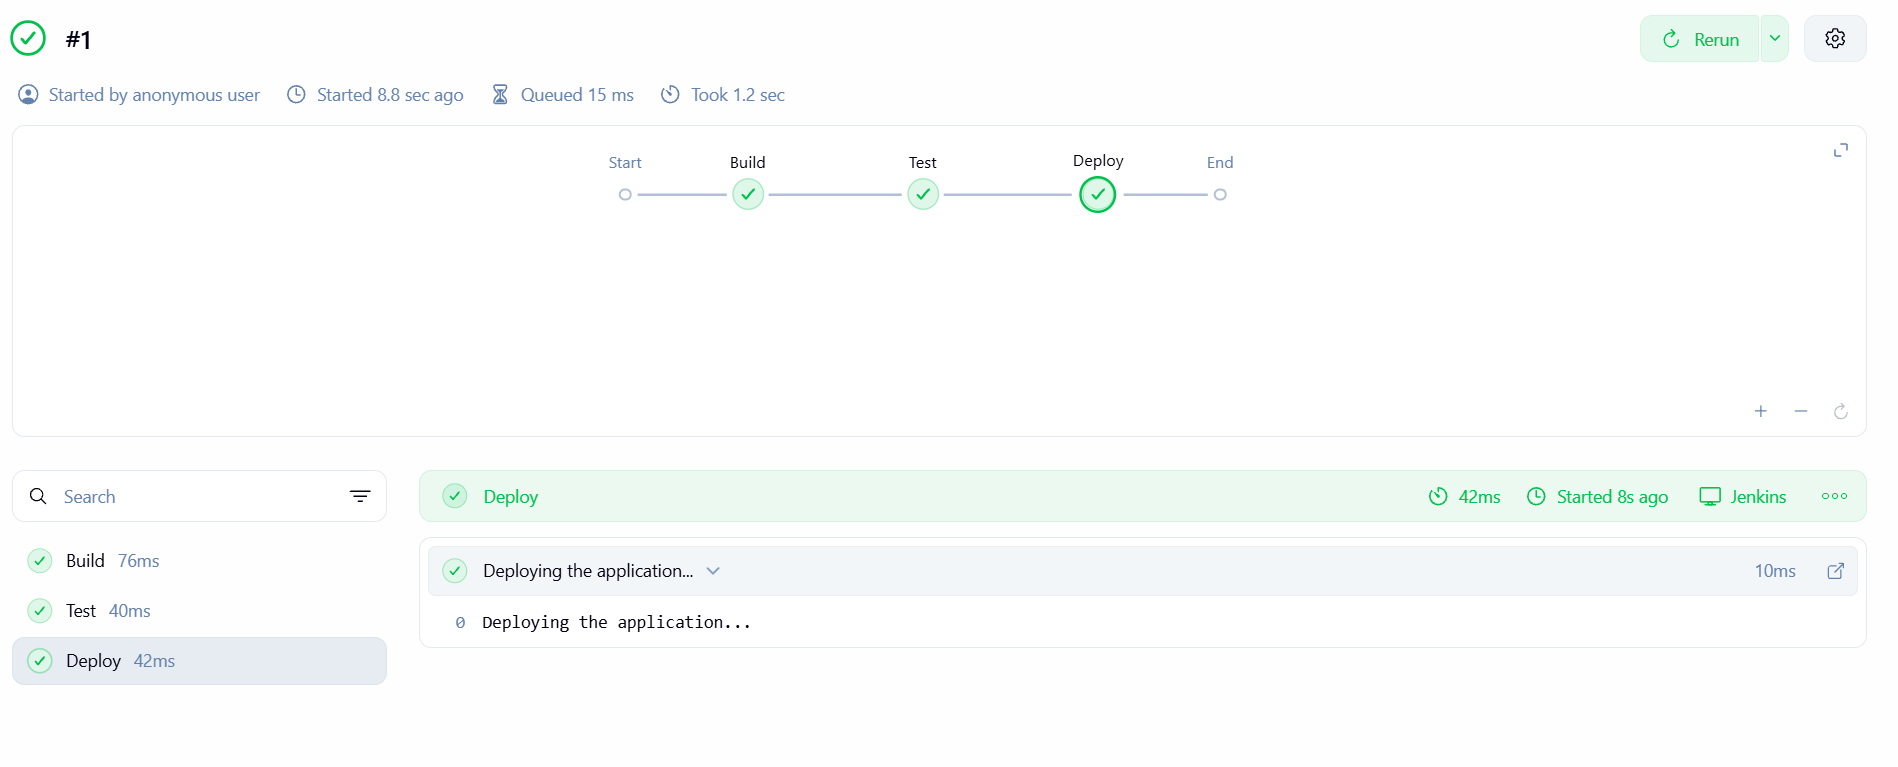 #1
Rerun
Started by anonymous user Started 8.8 sec ago Queued 15 ms Took 1.2 sec
Start Build Test Deploy End
Search
Build 76ms
Test 40ms
Deploy 42ms
Deploy 42ms Started 8s ago Jenkins
Deploying the application... 10ms
0 Deploying the application...